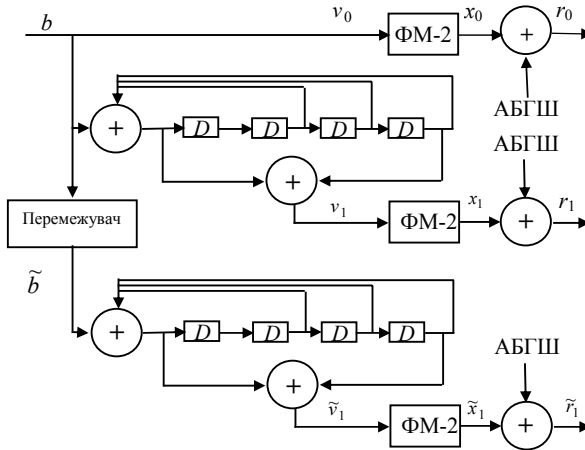 b v₀ ФМ-2 x₀ + r₀
АБГШ
+ D D D D
АБГШ
+
v₁ ФМ-2 x₁ + r₁
Перемежувач
b̃
+ D D D D
АБГШ
+
ṽ₁ ФМ-2 x̃₁ + r̃₁